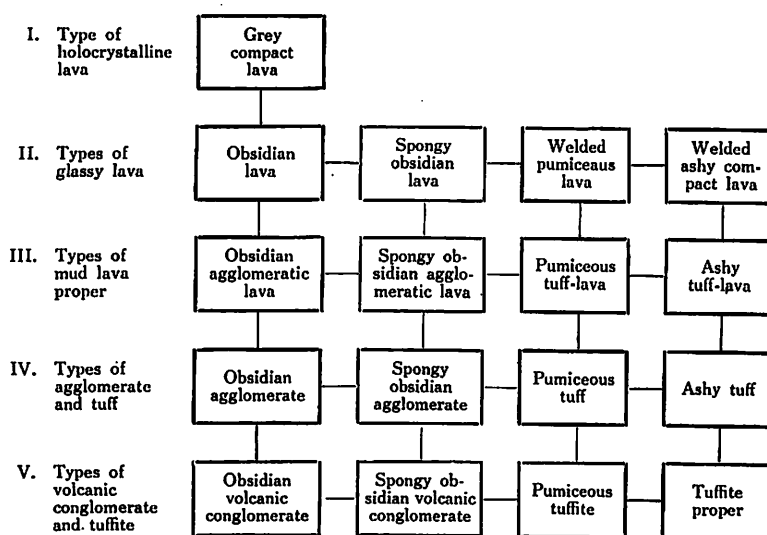 I. Type of
holocrystalline
lava
Grey
compact
lava
II. Types of
glassy lava
Obsidian
lava
Spongy
obsidian
lava
Welded
pumiceaus
lava
Welded
ashy com-
pact lava
III. Types of
mud lava
proper
Obsidian
agglomeratic
lava
Spongy ob-
sidian agglo-
meratic lava
Pumiceous
tuff-lava
Ashy
tuff-lava
IV. Types of
agglomerate
and tuff
Obsidian
agglomerate
Spongy
obsidian
agglomerate
Pumiceous
tuff
Ashy tuff
V. Types of
volcanic
conglomerate
and. tuffite
Obsidian
volcanic
conglomerate
Spongy ob-
sidian volcanic
conglomerate
Pumiceous
tuffite
Tuffite
proper